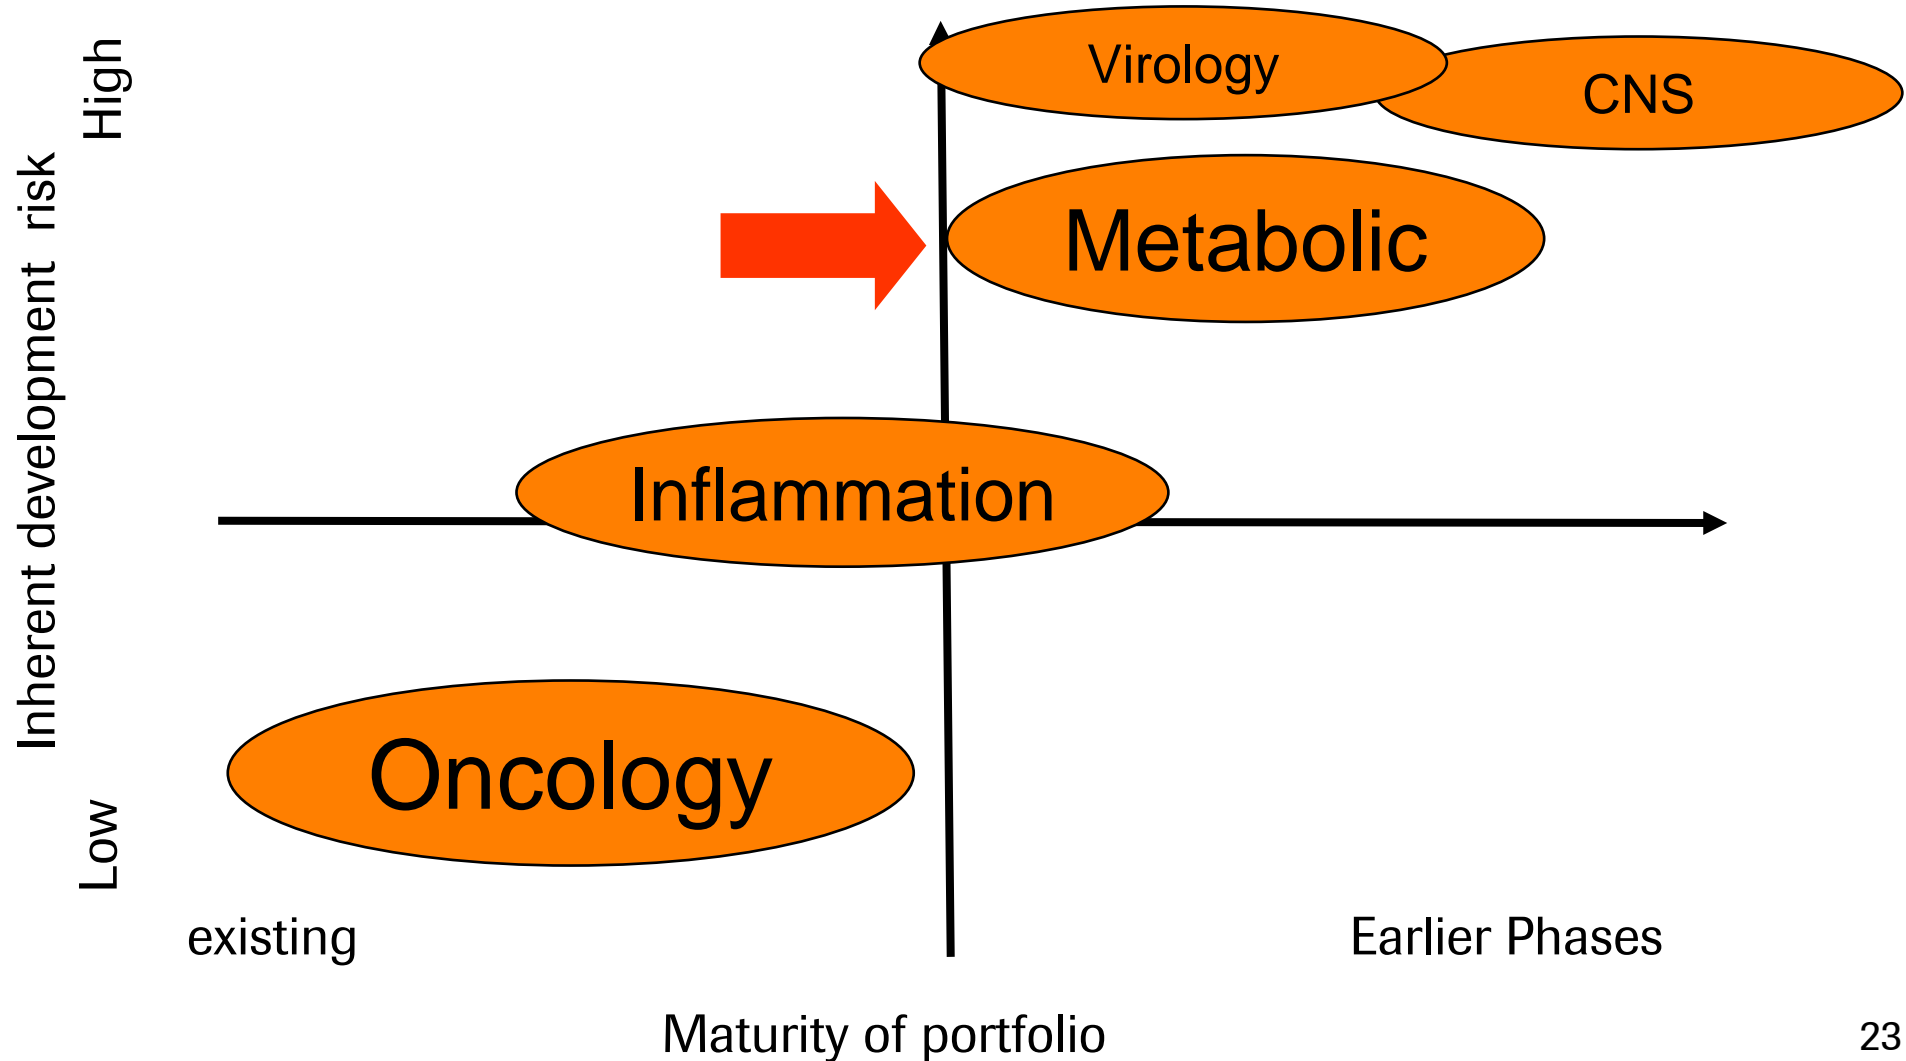 High
Inherent development risk
Low
Virology
CNS
Metabolic
Inflammation
Oncology
existing
Earlier Phases
Maturity of portfolio
23